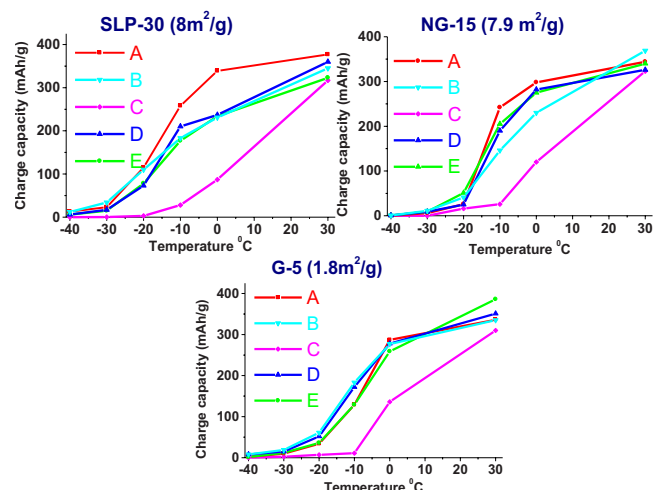 SLP-30 (8m²/g)
Charge capacity (mAh/g)
400
300
200
100
0
A
B
C
D
E
-40 -30 -20 -10 0 10 20 30
Temperature ⁰C
NG-15 (7.9 m²/g)
Charge capacity (mAh/g)
400
300
200
100
0
A
B
C
D
E
-40 -30 -20 -10 0 10 20 30
Temperature ⁰C
G-5 (1.8m²/g)
Charge capacity (mAh/g)
400
300
200
100
0
A
B
C
D
E
-40 -30 -20 -10 0 10 20 30
Temperature ⁰C